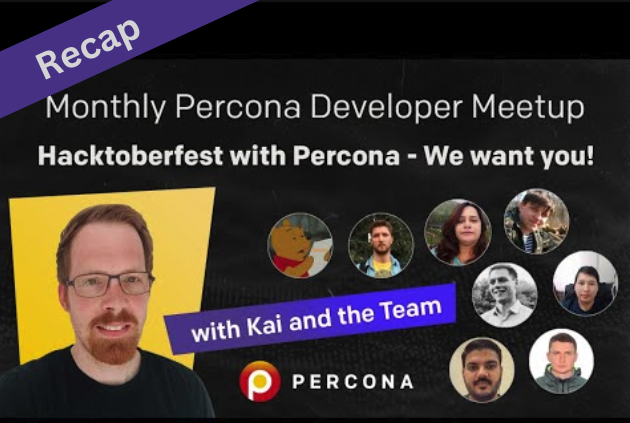 Recap
Monthly Percona Developer Meetup
Hacktoberfest with Percona - We want you!
with Kai and the Team
PERCONA